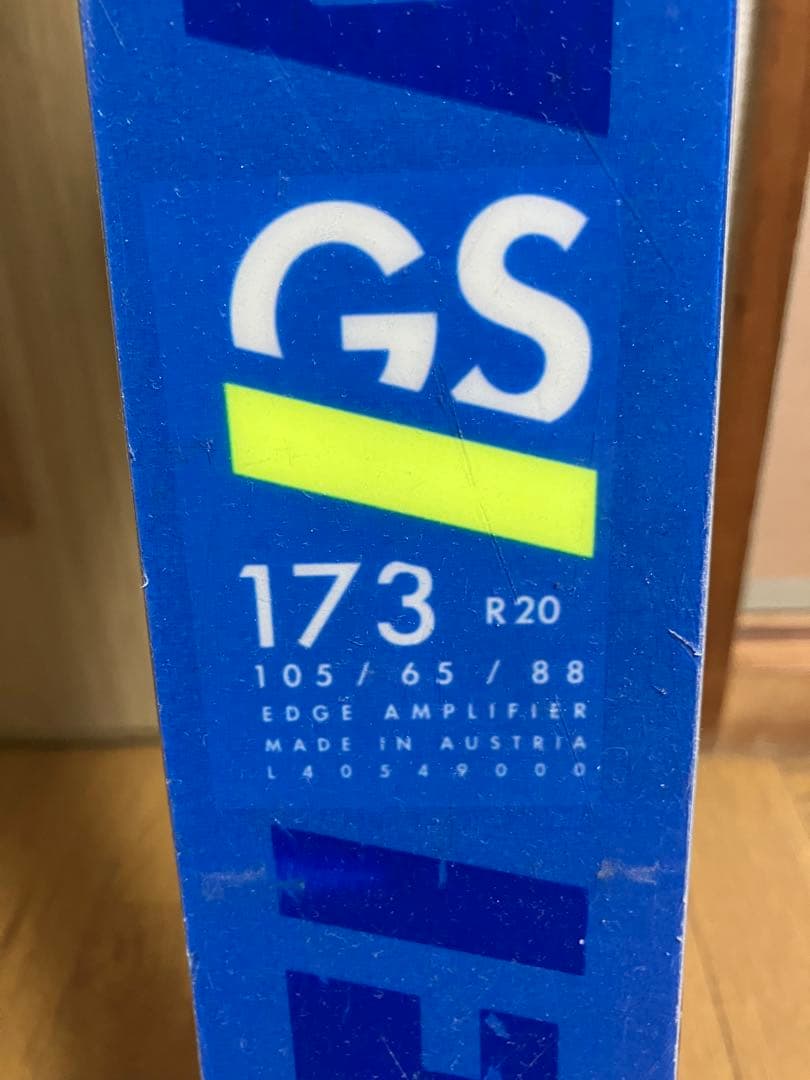 GS
173 R20
105 / 65 / 88
EDGE AMPLIFIER
MADE IN AUSTRIA
L40549000